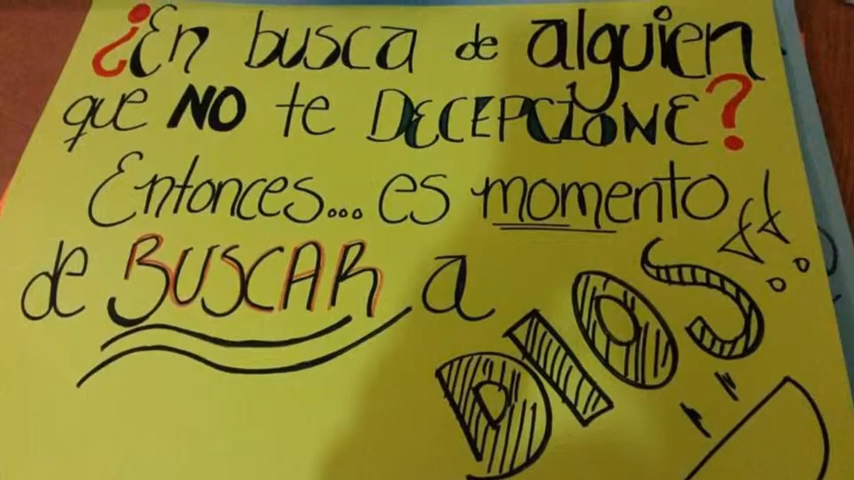 ¿En busca de alguien
que NO te DECEPCIONE?
Entonces... es momento
de BUSCAR a
DIOS!!